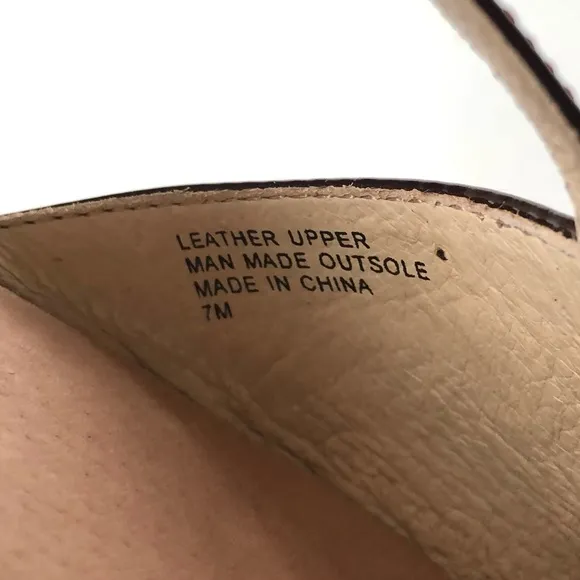 LEATHER UPPER
MAN MADE OUTSOLE
MADE IN CHINA
7M